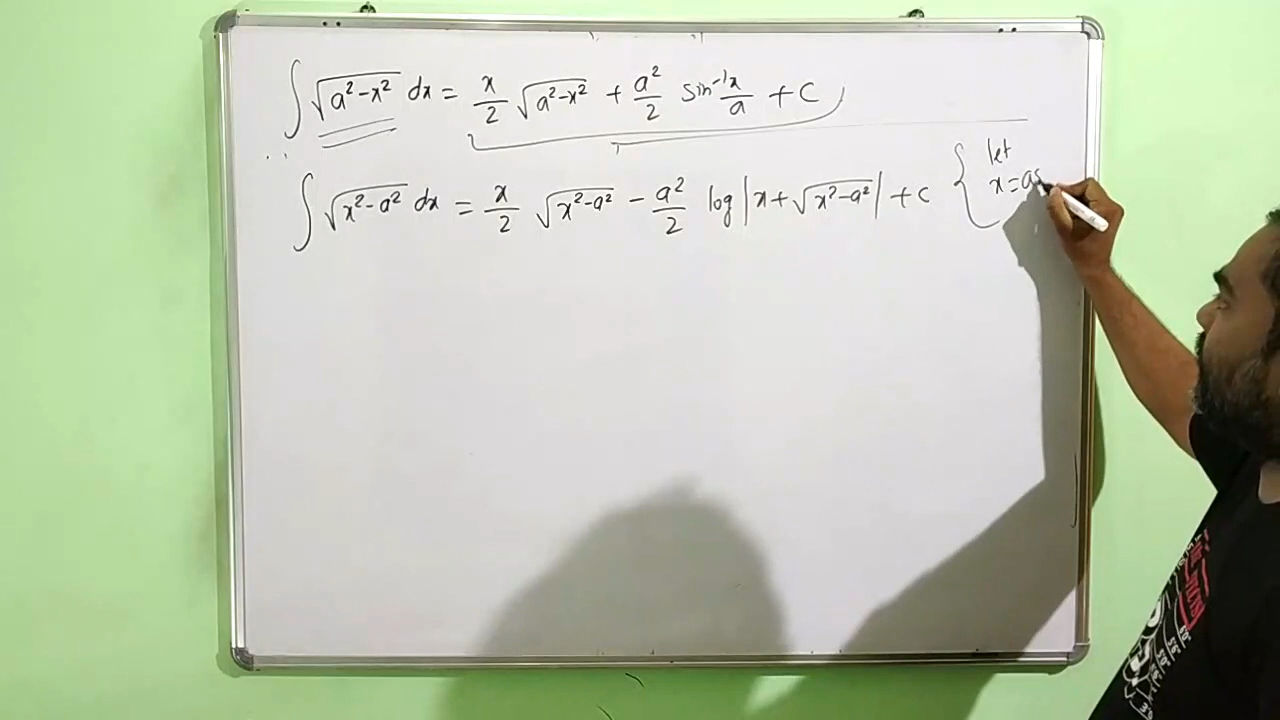 ∫ √(a² − x²) dx = x/2 √(a² − x²) + a²/2 sin⁻¹ x/a + C
∫ √(x² − a²) dx = x/2 √(x² − a²) − a²/2 log |x + √(x² − a²)| + C
{ let
x = as